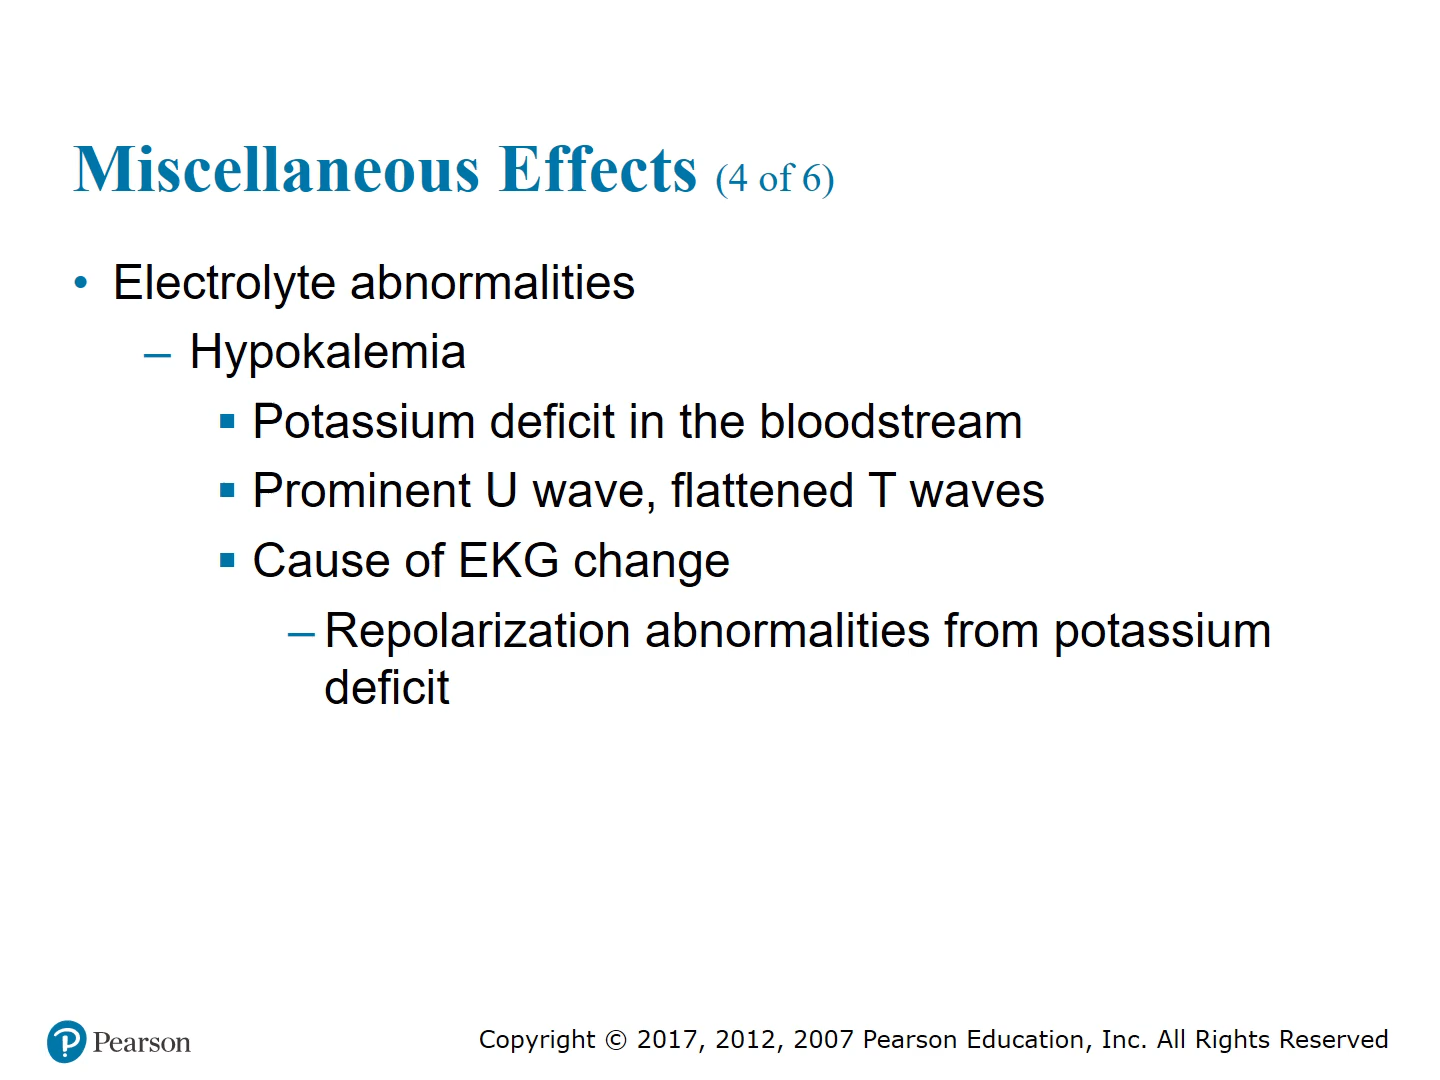 Miscellaneous Effects (4 of 6)
• Electrolyte abnormalities
– Hypokalemia
▪ Potassium deficit in the bloodstream
▪ Prominent U wave, flattened T waves
▪ Cause of EKG change
– Repolarization abnormalities from potassium
deficit
Pearson
Copyright © 2017, 2012, 2007 Pearson Education, Inc. All Rights Reserved